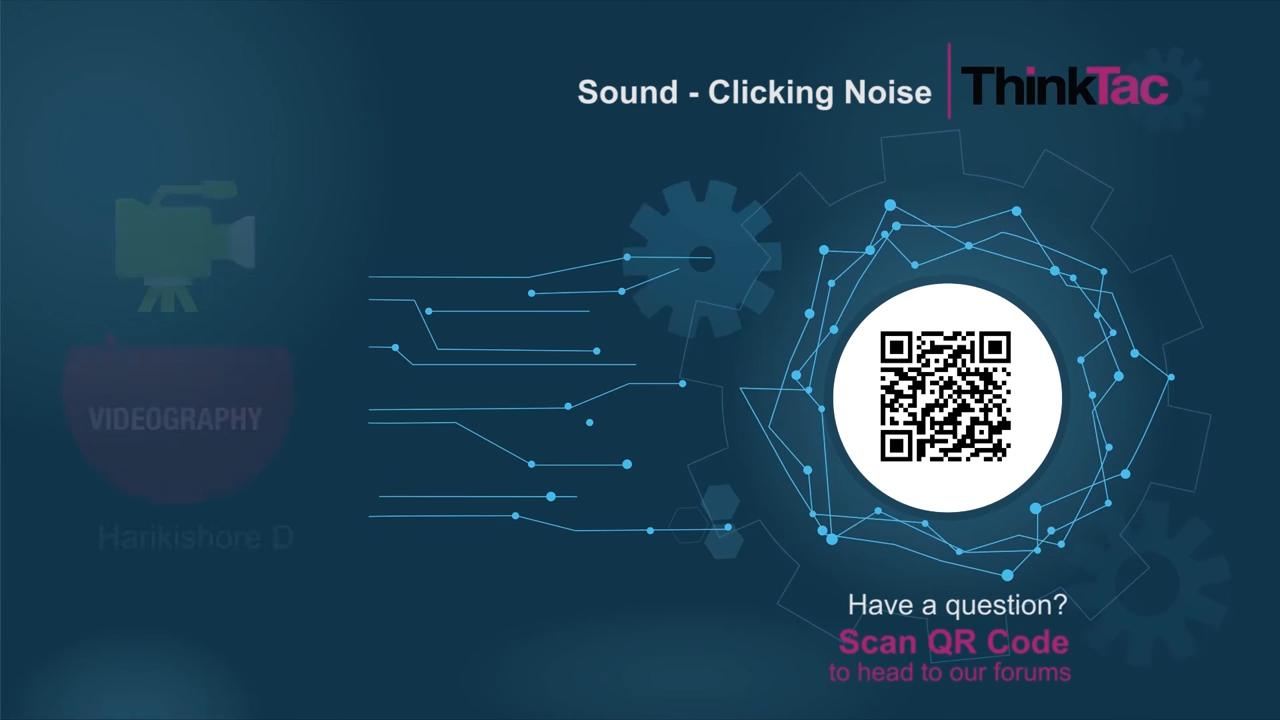 Sound - Clicking Noise
ThinkTac
VIDEOGRAPHY
Harikishore D
Have a question?
Scan QR Code
to head to our forums